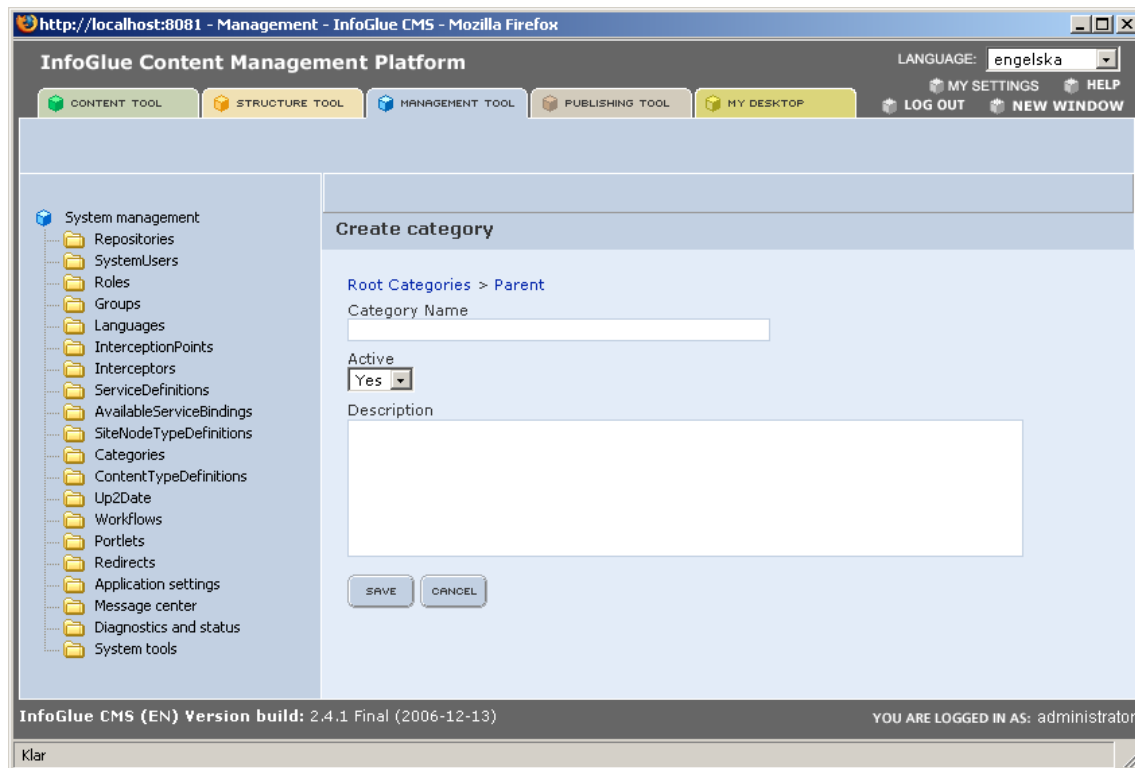 http://localhost:8081 - Management - InfoGlue CMS - Mozilla Firefox
InfoGlue Content Management Platform
LANGUAGE: engelska
MY SETTINGS HELP
LOG OUT NEW WINDOW
CONTENT TOOL STRUCTURE TOOL MANAGEMENT TOOL PUBLISHING TOOL MY DESKTOP
System management
Repositories
SystemUsers
Roles
Groups
Languages
InterceptionPoints
Interceptors
ServiceDefinitions
AvailableServiceBindings
SiteNodeTypeDefinitions
Categories
ContentTypeDefinitions
Up2Date
Workflows
Portlets
Redirects
Application settings
Message center
Diagnostics and status
System tools
Create category
Root Categories > Parent
Category Name
Active
Yes
Description
SAVE CANCEL
InfoGlue CMS (EN) Version build: 2.4.1 Final (2006-12-13)
YOU ARE LOGGED IN AS: administrator
Klar